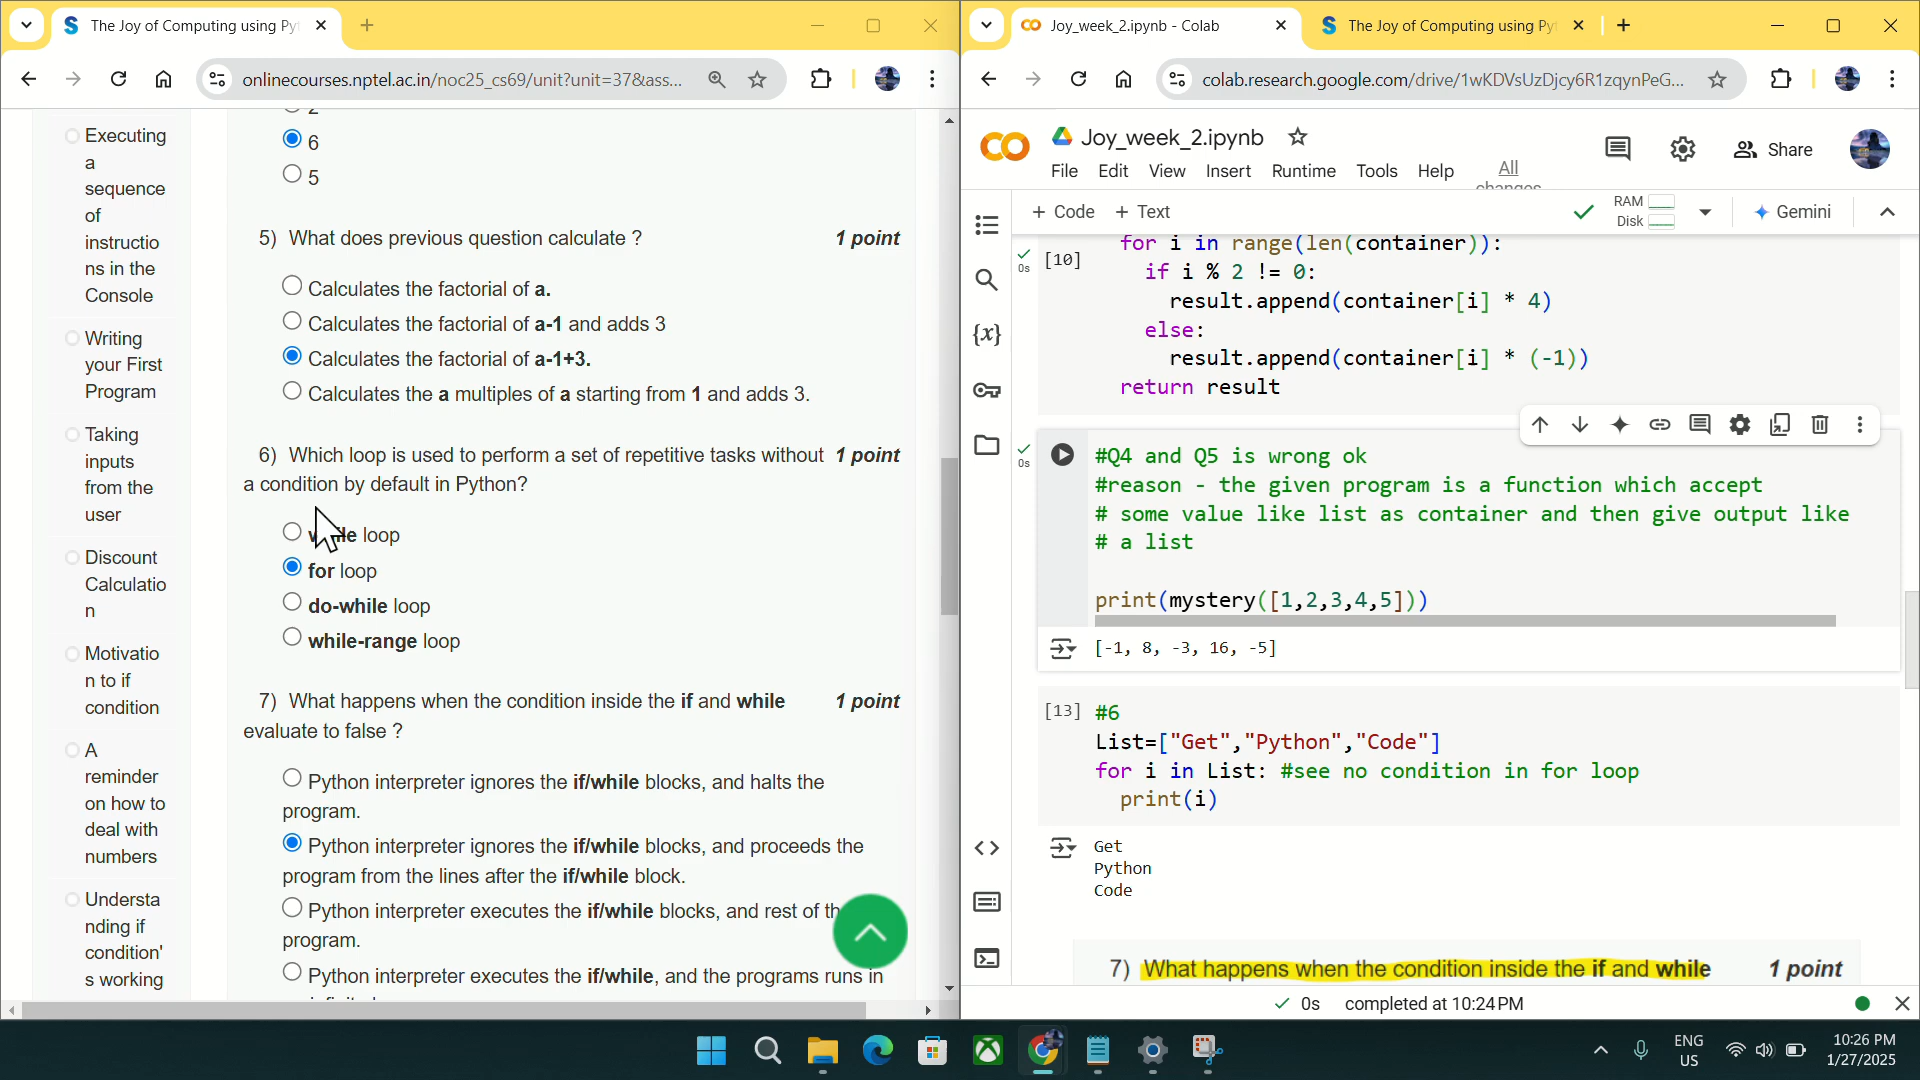 The Joy of Computing using Pyt
onlinecourses.nptel.ac.in/noc25_cs69/unit?unit=37&ass...
Executing
a
sequence
of
instructio
ns in the
Console
Writing
your First
Program
Taking
inputs
from the
user
Discount
Calculatio
n
Motivatio
n to if
condition
A
reminder
on how to
deal with
numbers
Understa
nding if
condition'
s working
2
6
5
5) What does previous question calculate ? 1 point
Calculates the factorial of a.
Calculates the factorial of a-1 and adds 3
Calculates the factorial of a-1+3.
Calculates the a multiples of a starting from 1 and adds 3.
6) Which loop is used to perform a set of repetitive tasks without 1 point
a condition by default in Python?
while loop
for loop
do-while loop
while-range loop
7) What happens when the condition inside the if and while 1 point
evaluate to false ?
Python interpreter ignores the if/while blocks, and halts the
program.
Python interpreter ignores the if/while blocks, and proceeds the
program from the lines after the if/while block.
Python interpreter executes the if/while blocks, and rest of th
program.
Python interpreter executes the if/while, and the programs runs in
Joy_week_2.ipynb - Colab
The Joy of Computing using Pyt
colab.research.google.com/drive/1wKDVsUzDjcy6R1zqynPeG...
Joy_week_2.ipynb
Share
File Edit View Insert Runtime Tools Help All changes
+ Code + Text
RAM
Disk
Gemini
0s [10]
for i in range(len(container)):
if i % 2 != 0:
result.append(container[i] * 4)
else:
result.append(container[i] * (-1))
return result
0s
#Q4 and Q5 is wrong ok
#reason - the given program is a function which accept
# some value like list as container and then give output like
# a list
print(mystery([1,2,3,4,5]))
[-1, 8, -3, 16, -5]
[13] #6
List=["Get","Python","Code"]
for i in List: #see no condition in for loop
print(i)
Get
Python
Code
7) What happens when the condition inside the if and while 1 point
0s completed at 10:24 PM
ENG
US
10:26 PM
1/27/2025